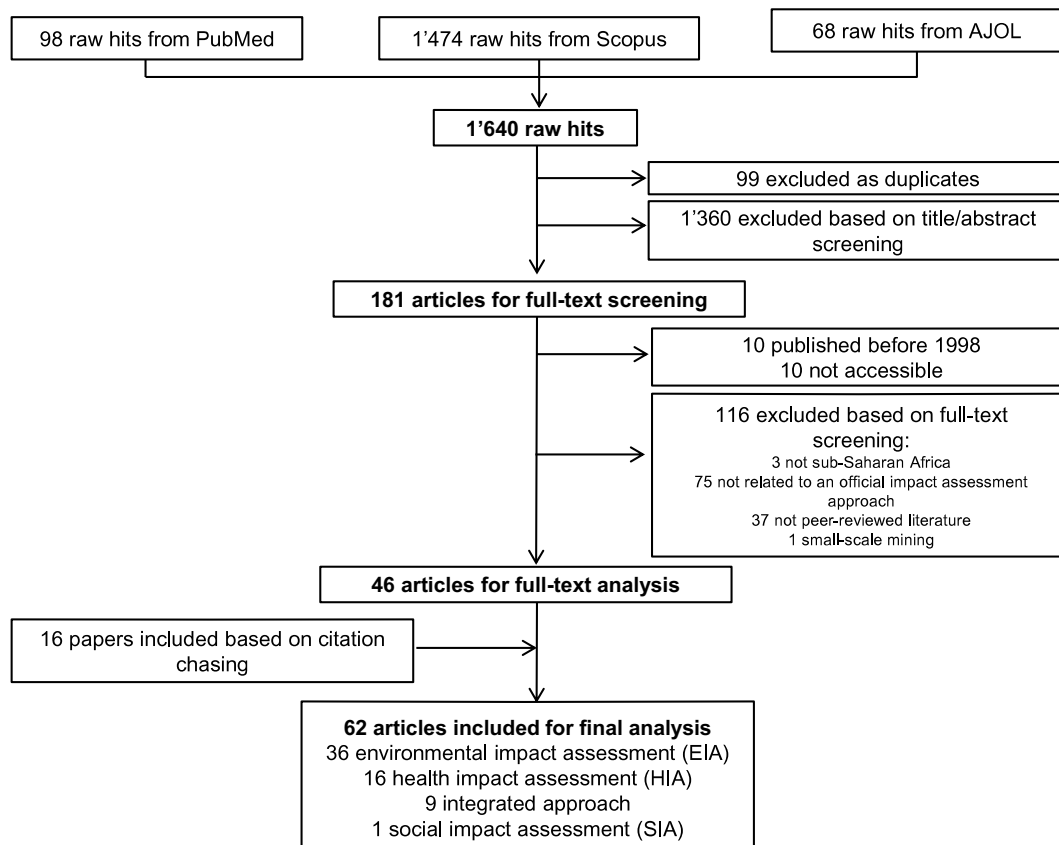 98 raw hits from PubMed
1'474 raw hits from Scopus
68 raw hits from AJOL
1'640 raw hits
99 excluded as duplicates
1'360 excluded based on title/abstract
screening
181 articles for full-text screening
10 published before 1998
10 not accessible
116 excluded based on full-text
screening:
3 not sub-Saharan Africa
75 not related to an official impact assessment
approach
37 not peer-reviewed literature
1 small-scale mining
46 articles for full-text analysis
16 papers included based on citation
chasing
62 articles included for final analysis
36 environmental impact assessment (EIA)
16 health impact assessment (HIA)
9 integrated approach
1 social impact assessment (SIA)